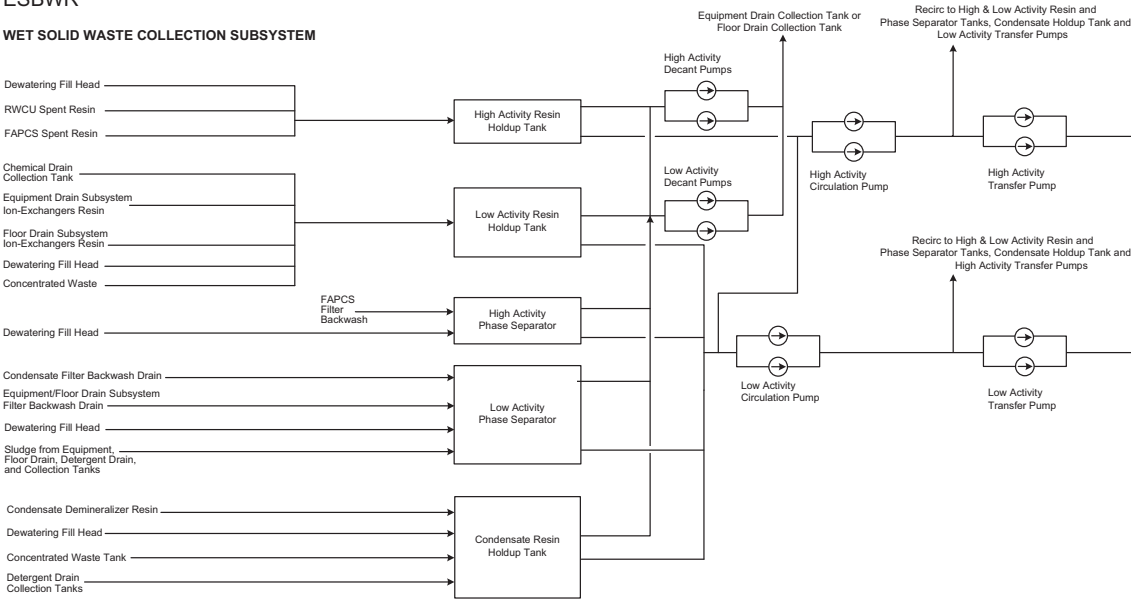 ESBWR
WET SOLID WASTE COLLECTION SUBSYSTEM
Equipment Drain Collection Tank or
Floor Drain Collection Tank
Recirc to High & Low Activity Resin and
Phase Separator Tanks, Condensate Holdup Tank and
Low Activity Transfer Pumps
High Activity
Decant Pumps
Dewatering Fill Head
RWCU Spent Resin
FAPCS Spent Resin
High Activity Resin
Holdup Tank
High Activity
Circulation Pump
High Activity
Transfer Pump
Chemical Drain
Collection Tank
Equipment Drain Subsystem
Ion-Exchangers Resin
Floor Drain Subsystem
Ion-Exchangers Resin
Dewatering Fill Head
Concentrated Waste
Low Activity Resin
Holdup Tank
Low Activity
Decant Pumps
Recirc to High & Low Activity Resin and
Phase Separator Tanks, Condensate Holdup Tank and
High Activity Transfer Pumps
FAPCS
Filter
Backwash
Dewatering Fill Head
High Activity
Phase Separator
Condensate Filter Backwash Drain
Equipment/Floor Drain Subsystem
Filter Backwash Drain
Dewatering Fill Head
Sludge from Equipment,
Floor Drain, Detergent Drain,
and Collection Tanks
Low Activity
Phase Separator
Low Activity
Circulation Pump
Low Activity
Transfer Pump
Condensate Demineralizer Resin
Dewatering Fill Head
Concentrated Waste Tank
Detergent Drain
Collection Tanks
Condensate Resin
Holdup Tank